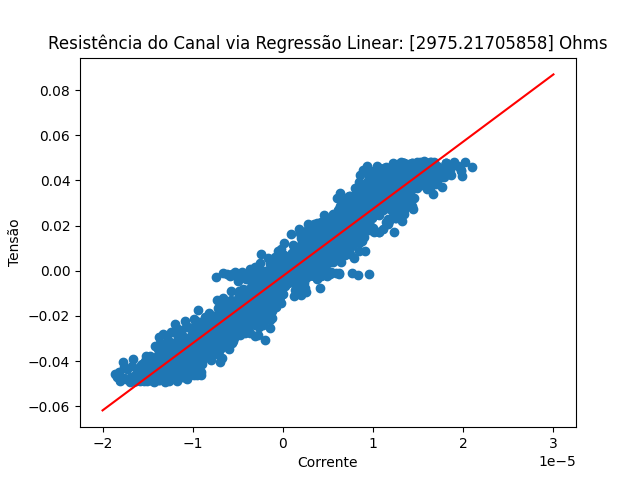 Resistência do Canal via Regressão Linear: [2975.21705858] Ohms
Tensão
0.08
0.06
0.04
0.02
0.00
−0.02
−0.04
−0.06
−2 −1 0 1 2 3
1e−5
Corrente